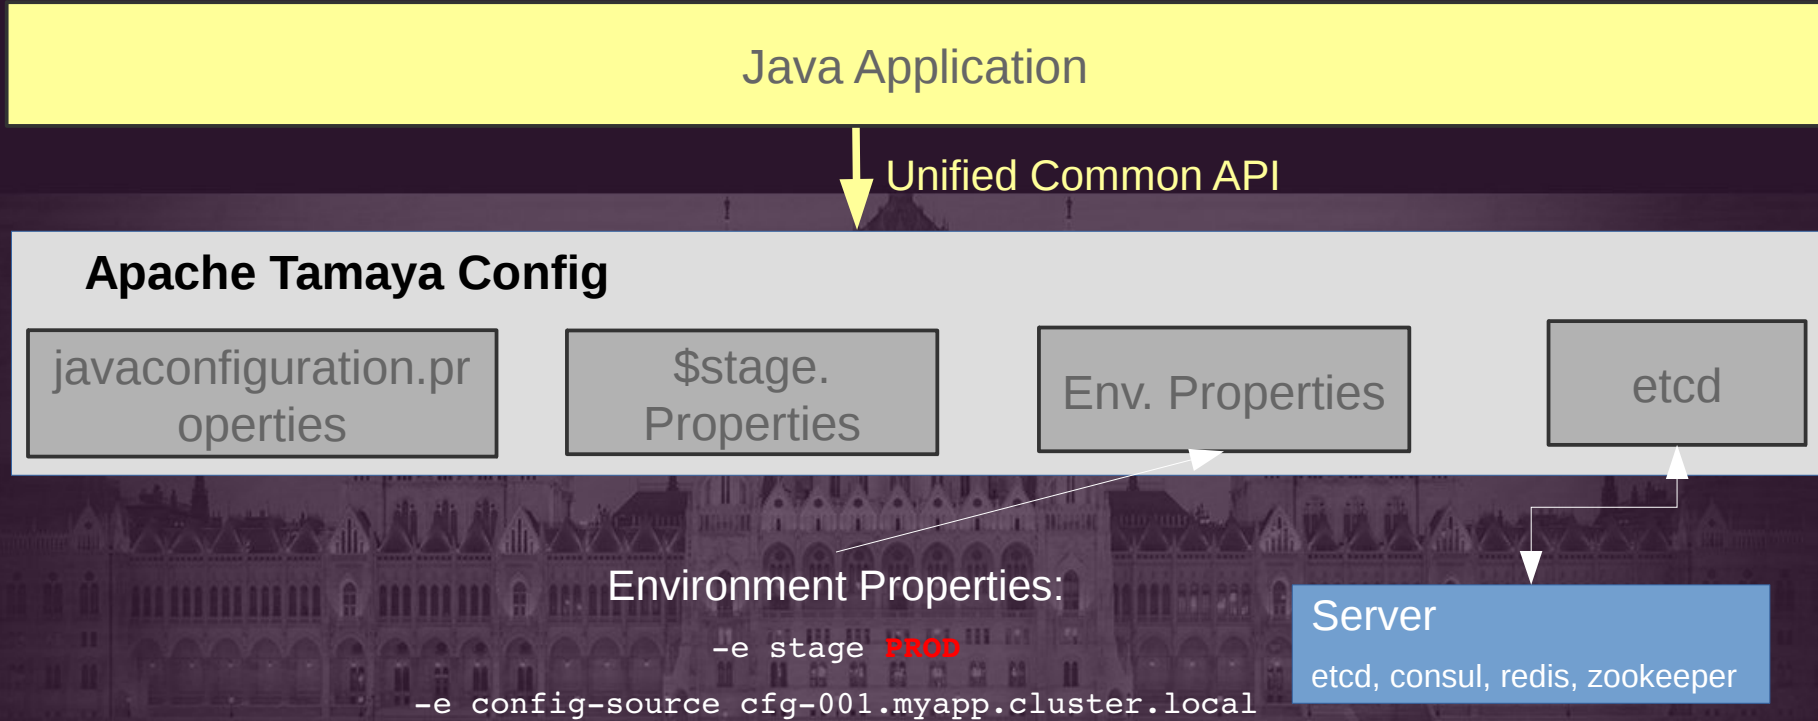 Java Application
Unified Common API
Apache Tamaya Config
javaconfiguration.pr
operties
$stage.
Properties
Env. Properties
etcd
Environment Properties:
-e stage PROD
-e config-source cfg-001.myapp.cluster.local
Server
etcd, consul, redis, zookeeper